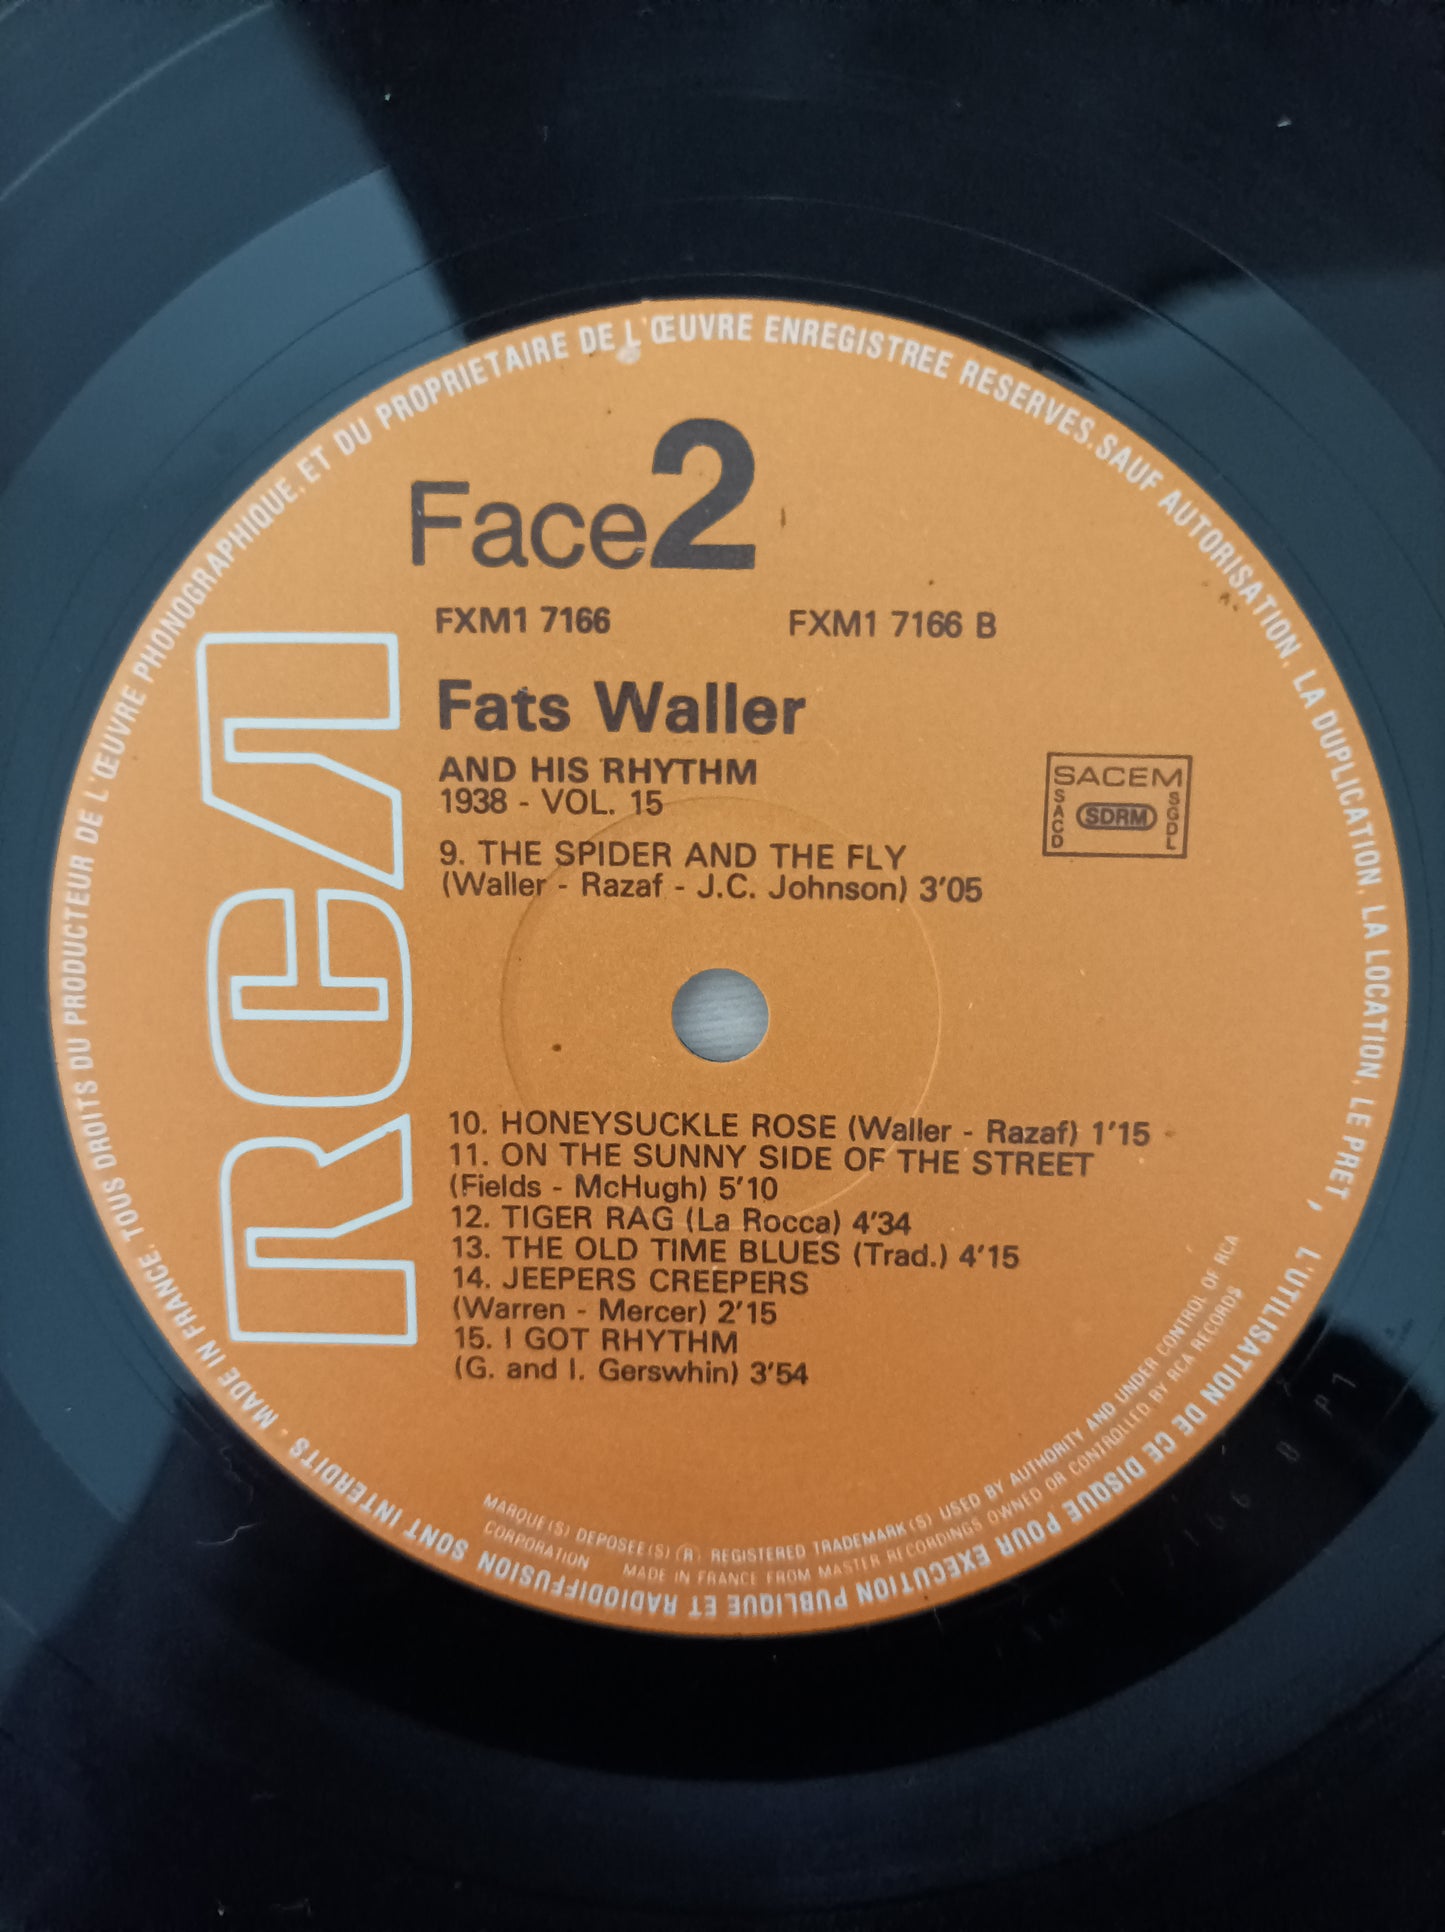 Face 2
FXM1 7166 FXM1 7166 B
Fats Waller
AND HIS RHYTHM
1938 - VOL. 15
9. THE SPIDER AND THE FLY
(Waller - Razaf - J.C. Johnson) 3'05
SACEM
SACD
SDRM
SGDL
RCA
10. HONEYSUCKLE ROSE (Waller - Razaf) 1'15
11. ON THE SUNNY SIDE OF THE STREET
(Fields - McHugh) 5'10
12. TIGER RAG (La Rocca) 4'34
13. THE OLD TIME BLUES (Trad.) 4'15
14. JEEPERS CREEPERS
(Warren - Mercer) 2'15
15. I GOT RHYTHM
(G. and I. Gerswhin) 3'54
MARQUE(S) DEPOSEE(S) ® REGISTERED TRADEMARK(S) USED BY AUTHORITY AND UNDER CONTROL OF RCA
CORPORATION MADE IN FRANCE FROM MASTER RECORDINGS OWNED OR CONTROLLED BY RCA RECORDS
MADE IN FRANCE. TOUS DROITS DU PRODUCTEUR DE L'ŒUVRE PHONOGRAPHIQUE, ET DU PROPRIETAIRE DE L'ŒUVRE ENREGISTREE RESERVES. SAUF AUTORISATION, LA DUPLICATION, LA LOCATION, LE PRET, L'UTILISATION DE CE DISQUE POUR EXECUTION PUBLIQUE ET RADIODIFFUSION SONT INTERDITS -
7166 B P1